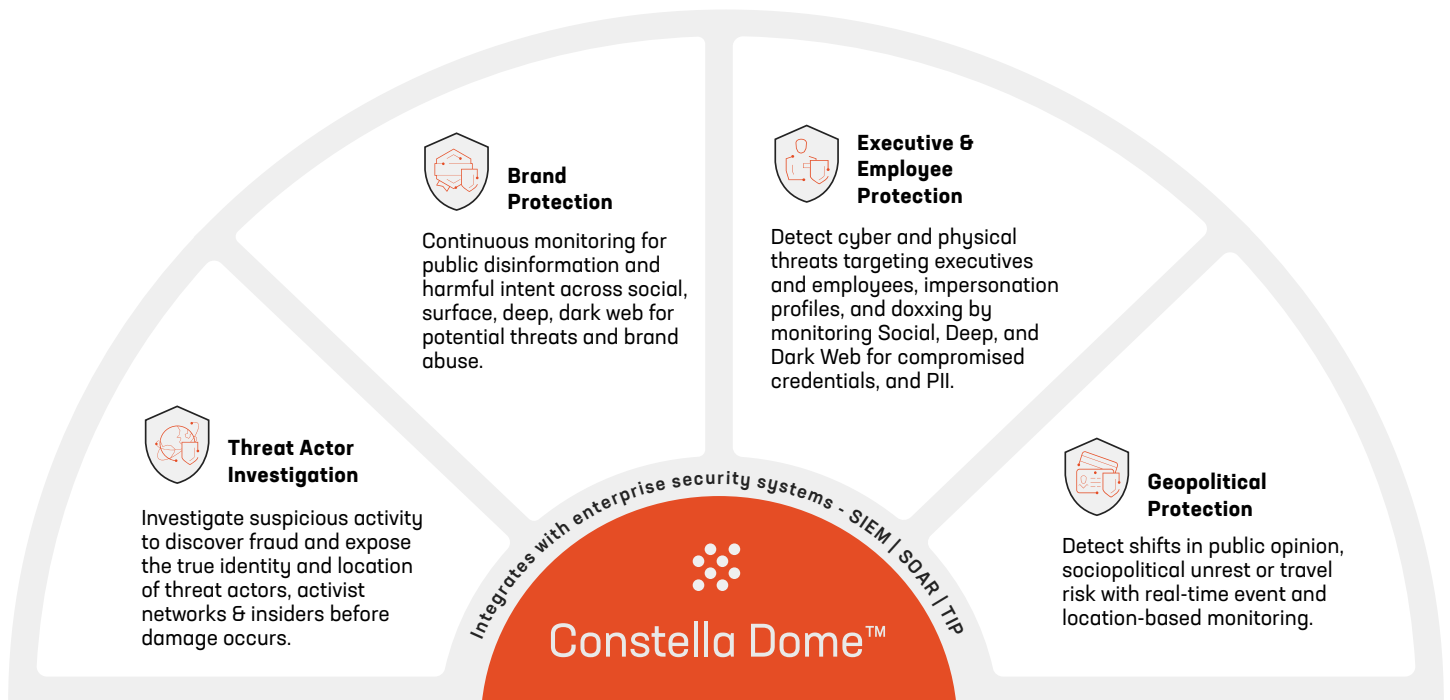 Brand
Protection
Continuous monitoring for
public disinformation and
harmful intent across social,
surface, deep, dark web for
potential threats and brand
abuse.
Executive &
Employee
Protection
Detect cyber and physical
threats targeting executives
and employees, impersonation
profiles, and doxxing by
monitoring Social, Deep, and
Dark Web for compromised
credentials, and PII.
Threat Actor
Investigation
Investigate suspicious activity
to discover fraud and expose
the true identity and location
of threat actors, activist
networks & insiders before
damage occurs.
Geopolitical
Protection
Detect shifts in public opinion,
sociopolitical unrest or travel
risk with real-time event and
location-based monitoring.
Integrates with enterprise security systems - SIEM | SOAR | TIP
Constella Dome™